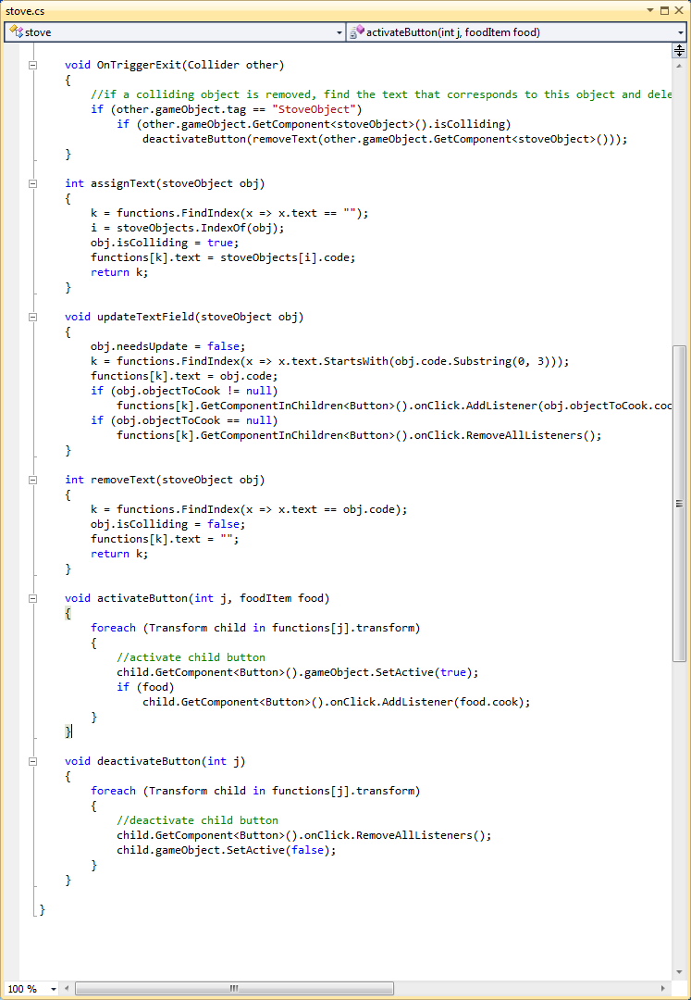 stove.cs
stove
activateButton(int j, foodItem food)
void OnTriggerExit(Collider other)
{
//if a colliding object is removed, find the text that corresponds to this object and dele
if (other.gameObject.tag == "StoveObject")
if (other.gameObject.GetComponent<stoveObject>().isColliding)
deactivateButton(removeText(other.gameObject.GetComponent<stoveObject>()));
}
int assignText(stoveObject obj)
{
k = functions.FindIndex(x => x.text == "");
i = stoveObjects.IndexOf(obj);
obj.isColliding = true;
functions[k].text = stoveObjects[i].code;
return k;
}
void updateTextField(stoveObject obj)
{
obj.needsUpdate = false;
k = functions.FindIndex(x => x.text.StartsWith(obj.code.Substring(0, 3)));
functions[k].text = obj.code;
if (obj.objectToCook != null)
functions[k].GetComponentInChildren<Button>().onClick.AddListener(obj.objectToCook.coo
if (obj.objectToCook == null)
functions[k].GetComponentInChildren<Button>().onClick.RemoveAllListeners();
}
int removeText(stoveObject obj)
{
k = functions.FindIndex(x => x.text == obj.code);
obj.isColliding = false;
functions[k].text = "";
return k;
}
void activateButton(int j, foodItem food)
{
foreach (Transform child in functions[j].transform)
{
//activate child button
child.GetComponent<Button>().gameObject.SetActive(true);
if (food)
child.GetComponent<Button>().onClick.AddListener(food.cook);
}
}
void deactivateButton(int j)
{
foreach (Transform child in functions[j].transform)
{
//deactivate child button
child.GetComponent<Button>().onClick.RemoveAllListeners();
child.gameObject.SetActive(false);
}
}
}
100 %